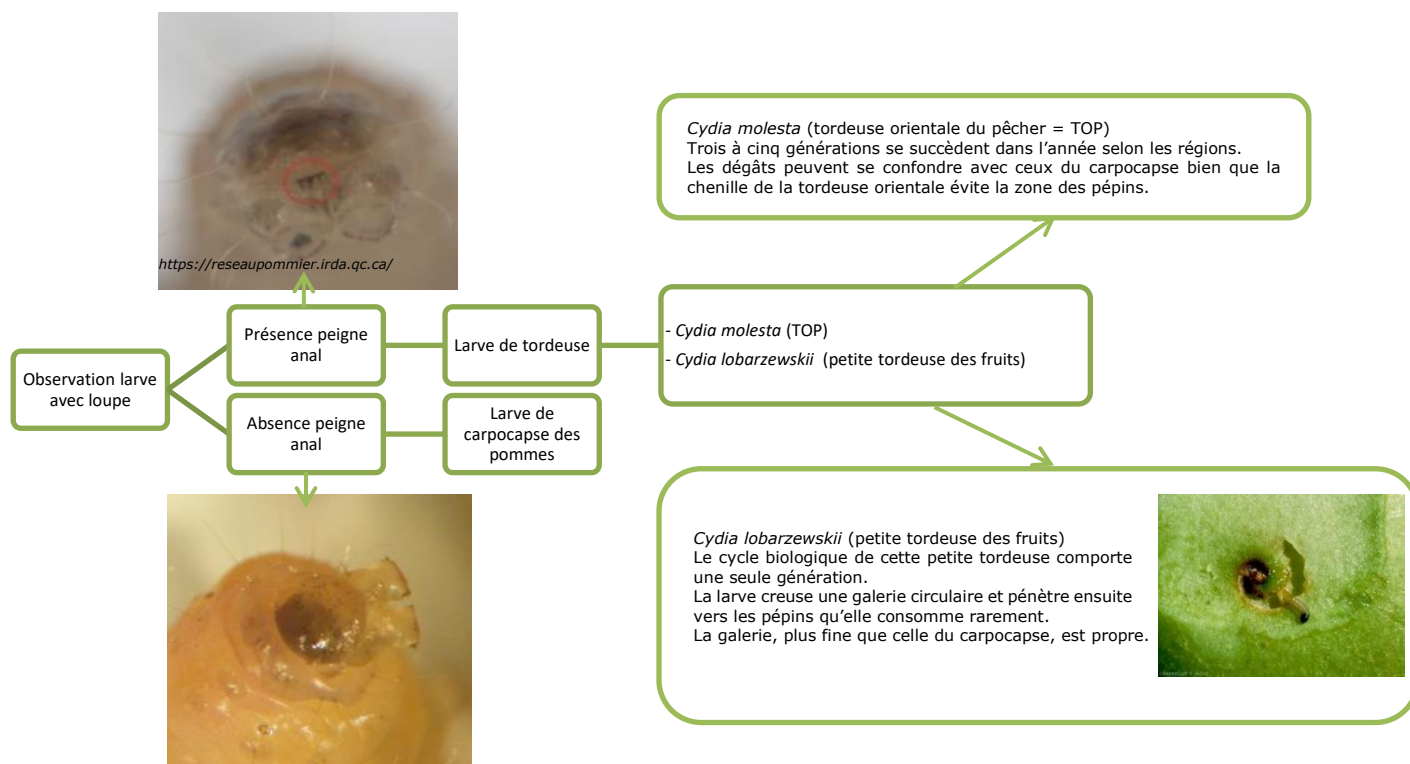 Cydia molesta (tordeuse orientale du pêcher = TOP)
Trois à cinq générations se succèdent dans l'année selon les régions.
Les dégâts peuvent se confondre avec ceux du carpocapse bien que la
chenille de la tordeuse orientale évite la zone des pépins.
https://reseaupommier.irda.qc.ca/
Observation larve
avec loupe
Présence peigne
anal
Larve de tordeuse
- Cydia molesta (TOP)
- Cydia lobarzewskii (petite tordeuse des fruits)
Absence peigne
anal
Larve de
carpocapse des
pommes
Cydia lobarzewskii (petite tordeuse des fruits)
Le cycle biologique de cette petite tordeuse comporte
une seule génération.
La larve creuse une galerie circulaire et pénètre ensuite
vers les pépins qu'elle consomme rarement.
La galerie, plus fine que celle du carpocapse, est propre.